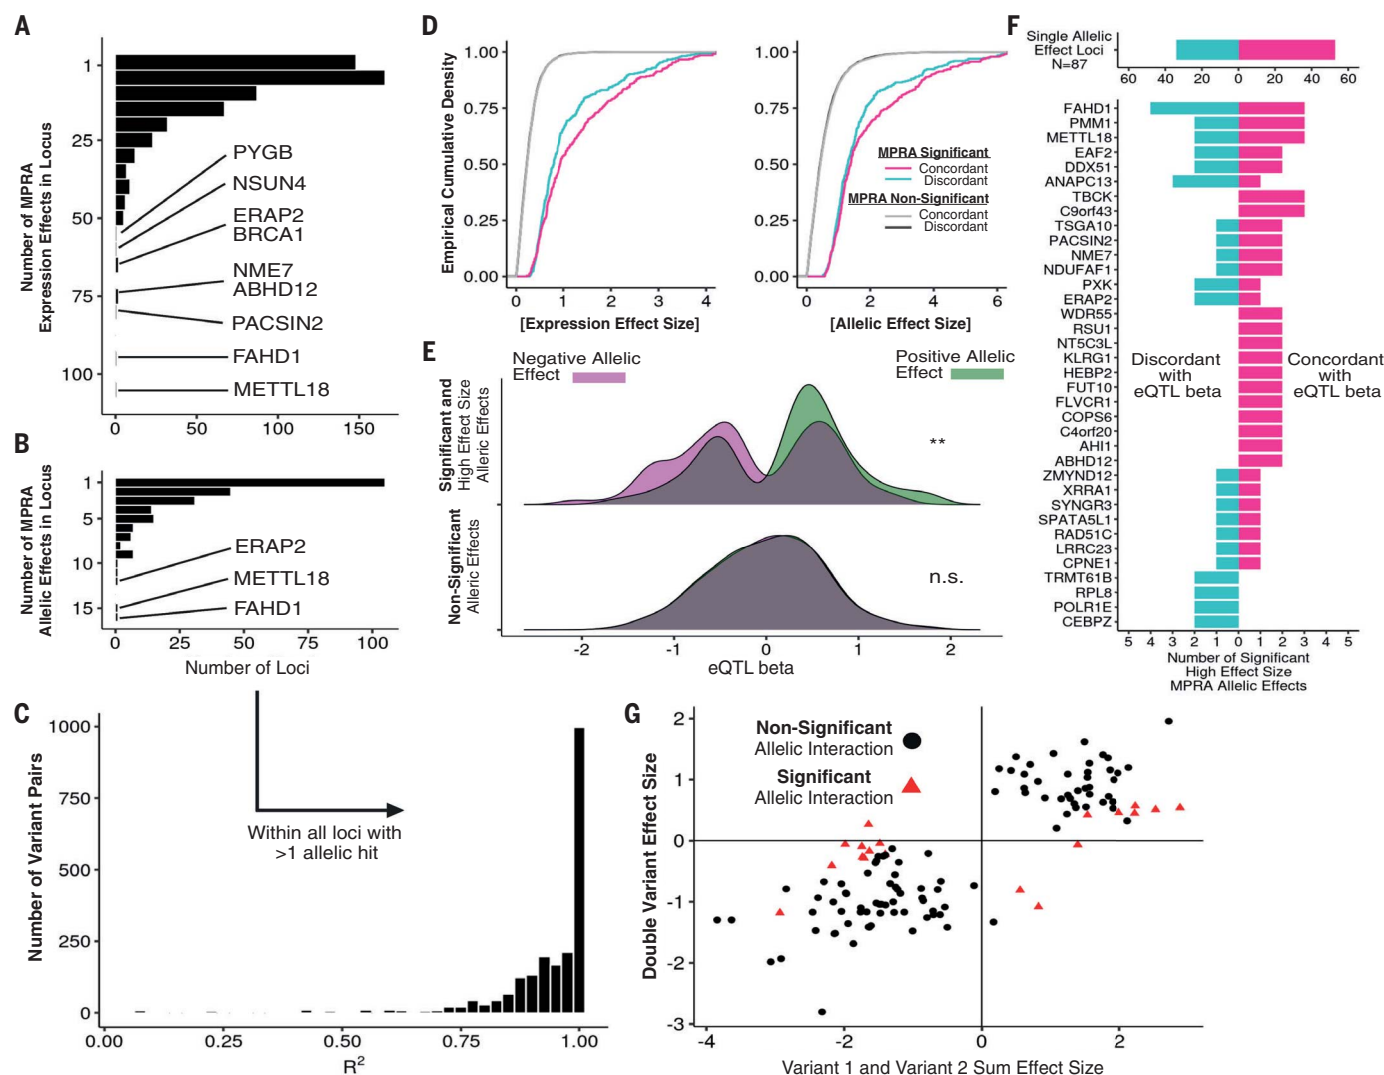 A
Number of MPRA
Expression Effects in Locus
1
25
50
75
100
PYGB
NSUN4
ERAP2
BRCA1
NME7
ABHD12
PACSIN2
FAHD1
METTL18
0
50
100
150
B
Number of MPRA
Allelic Effects in Locus
1
5
10
15
ERAP2
METTL18
FAHD1
0
25
50
75
100
Number of Loci
C
Number of Variant Pairs
1000
750
500
250
0
Within all loci with
>1 allelic hit
0.00
0.25
0.50
0.75
1.00
R2
D
Empirical Cumulative Density
1.00
0.75
0.50
0.25
0.00
0
1
2
3
4
[Expression Effect Size]
1.00
0.75
0.50
0.25
0.00
MPRA Significant
Concordant
Discordant
MPRA Non-Significant
Concordant
Discordant
0
2
4
6
[Allelic Effect Size]
E
Negative Allelic
Effect
Positive Allelic
Effect
Significant and
High Effect Size
Alleric Effects
**
Non-Significant
Alleric Effects
n.s.
-2
-1
0
1
2
eQTL beta
F
Single Allelic
Effect Loci
N=87
60
40
20
0
20
40
60
FAHD1
PMM1
METTL18
EAF2
DDX51
ANAPC13
TBCK
C9orf43
TSGA10
PACSIN2
NME7
NDUFAF1
PXK
ERAP2
WDR55
RSU1
NT5C3L
KLRG1
HEBP2
FUT10
FLVCR1
COPS6
C4orf20
AHI1
ABHD12
ZMYND12
XRRA1
SYNGR3
SPATA5L1
RAD51C
LRRC23
CPNE1
TRMT61B
RPL8
POLR1E
CEBPZ
Discordant
with
eQTL beta
Concordant
with
eQTL beta
5
4
3
2
1
0
1
2
3
4
5
Number of Significant
High Effect Size
MPRA Allelic Effects
G
Double Variant Effect Size
2
1
0
-1
-2
-3
Non-Significant
Allelic Interaction
Significant
Allelic Interaction
-4
-2
0
2
Variant 1 and Variant 2 Sum Effect Size